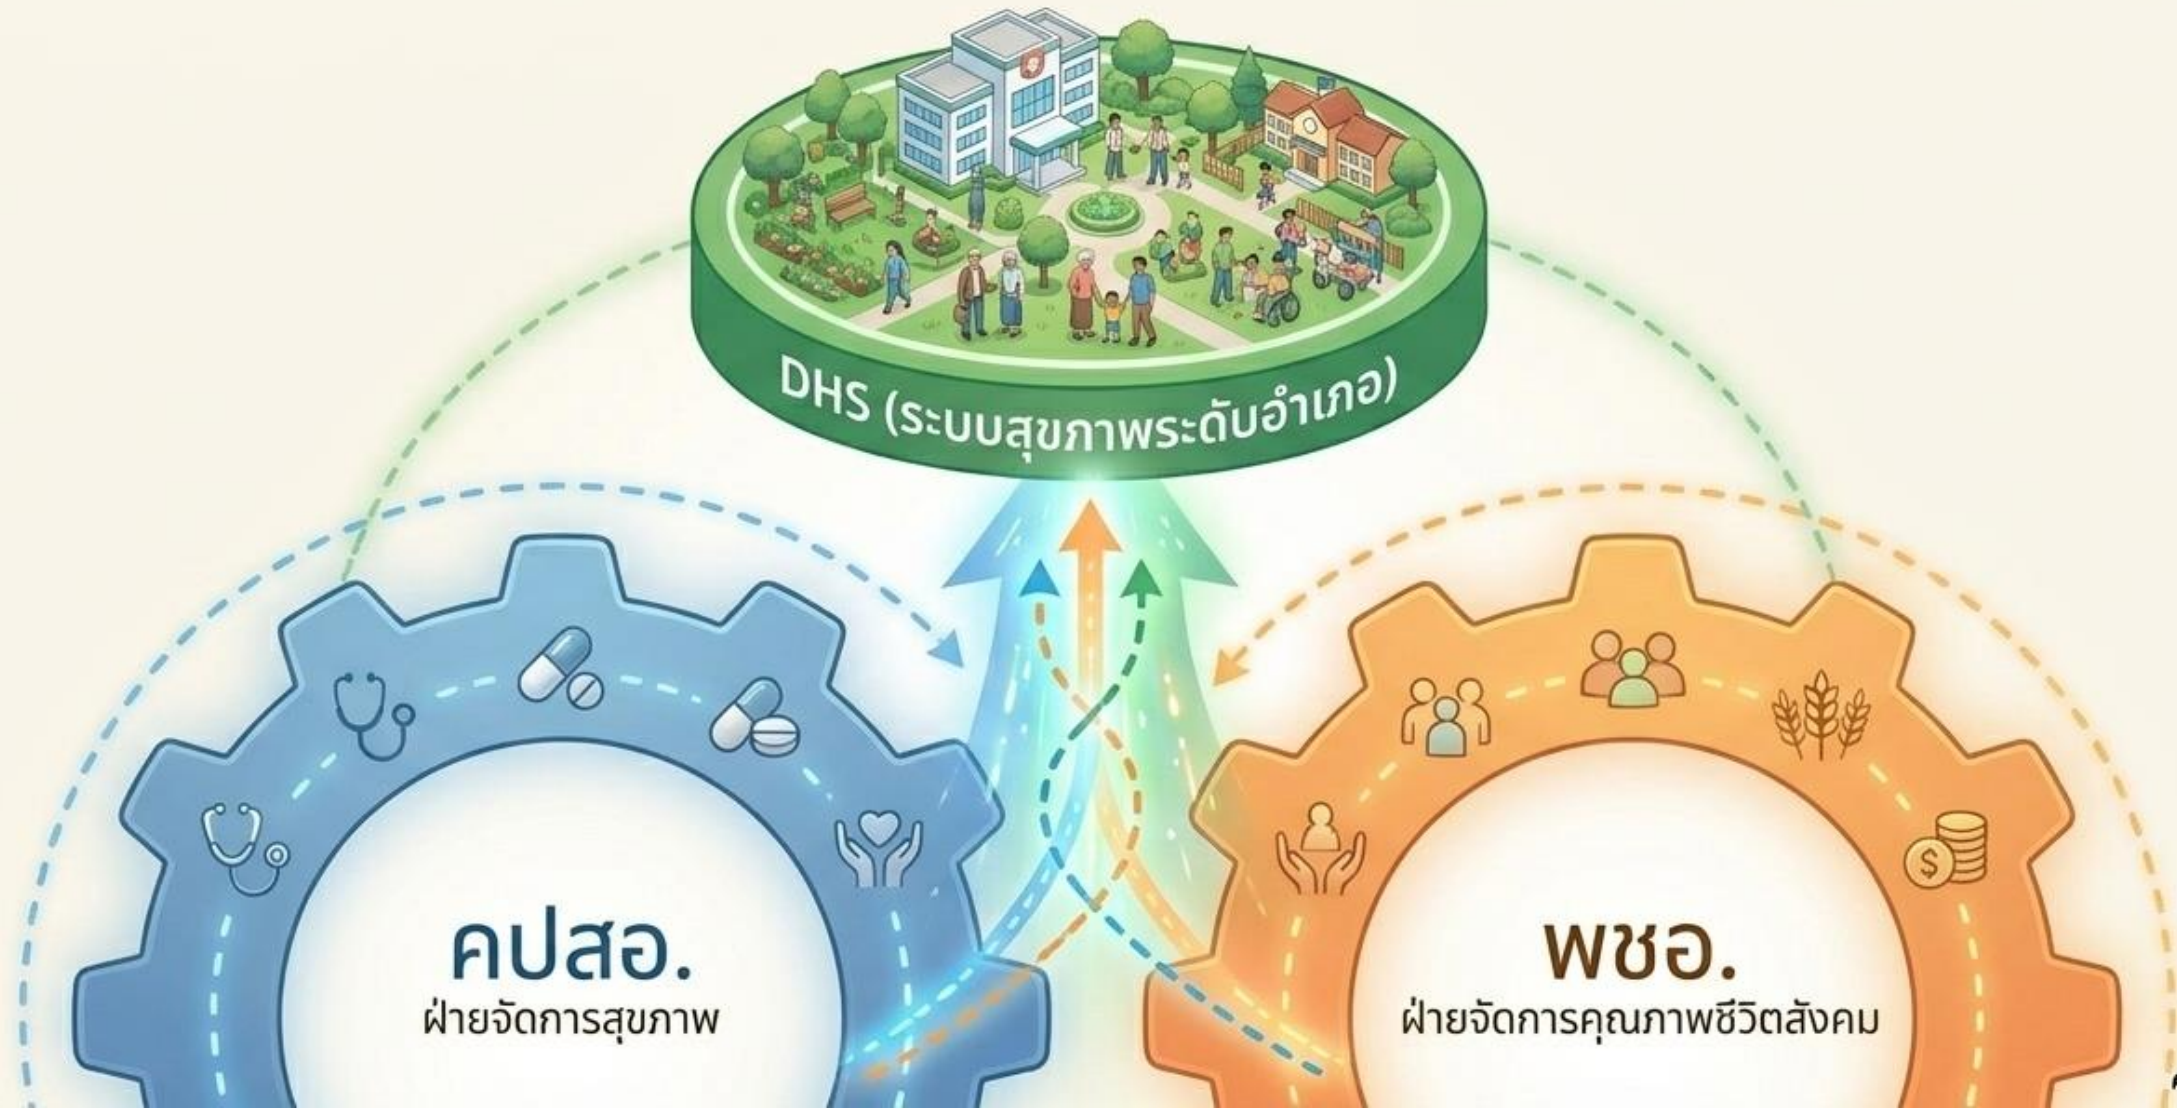 DHS (ระบบสุขภาพระดับอำเภอ)
คปสอ.
ฝ่ายจัดการสุขภาพ
พชอ.
ฝ่ายจัดการคุณภาพชีวิตสังคม